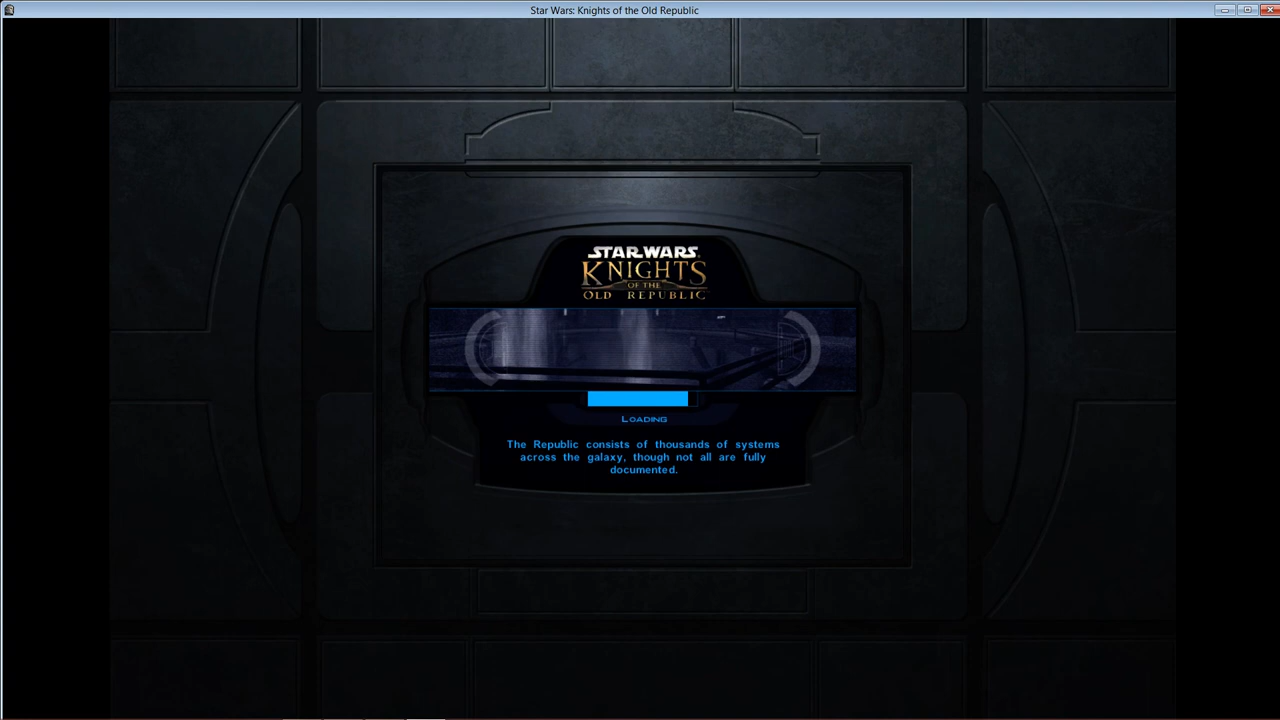 Star Wars: Knights of the Old Republic
STAR WARS
KNIGHTS
OF THE
OLD REPUBLIC
LOADING
The Republic consists of thousands of systems
across the galaxy, though not all are fully
documented.